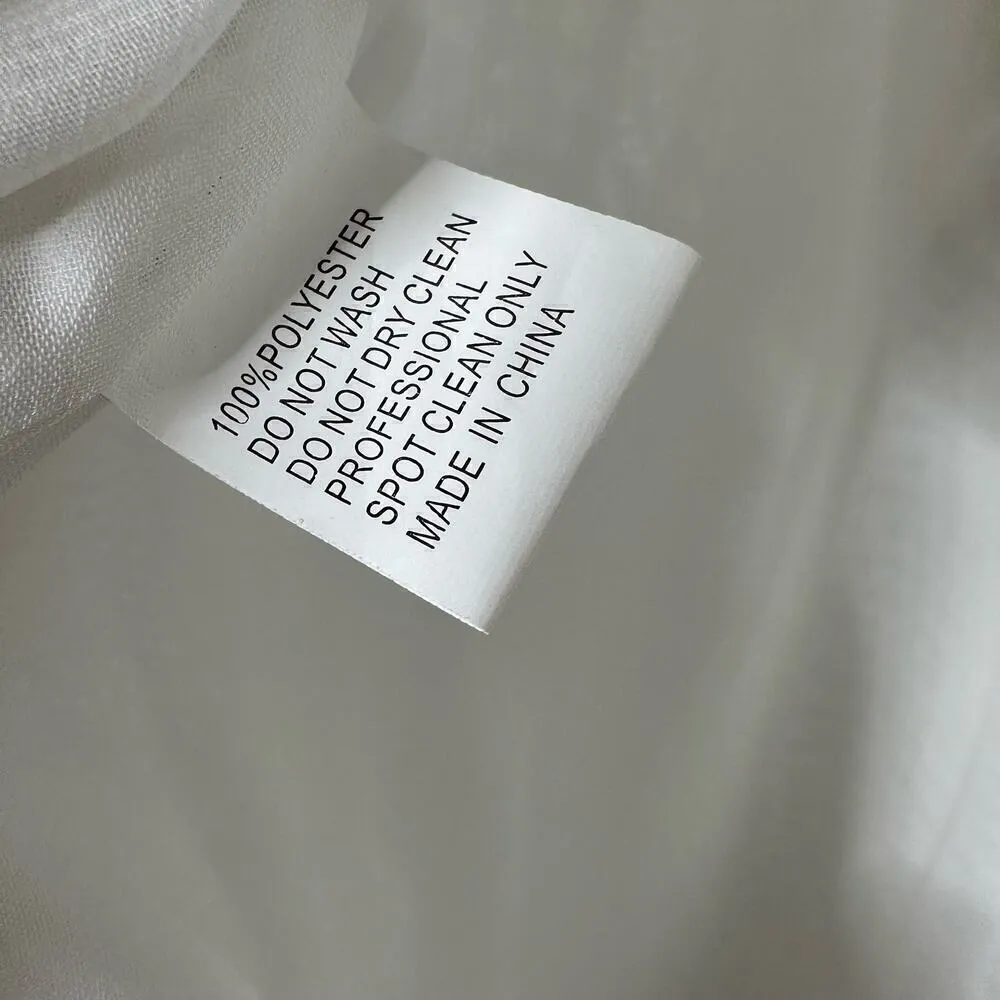 100%POLYESTER
DO NOT WASH
DO NOT DRY CLEAN
PROFESSIONAL
SPOT CLEAN ONLY
MADE IN CHINA